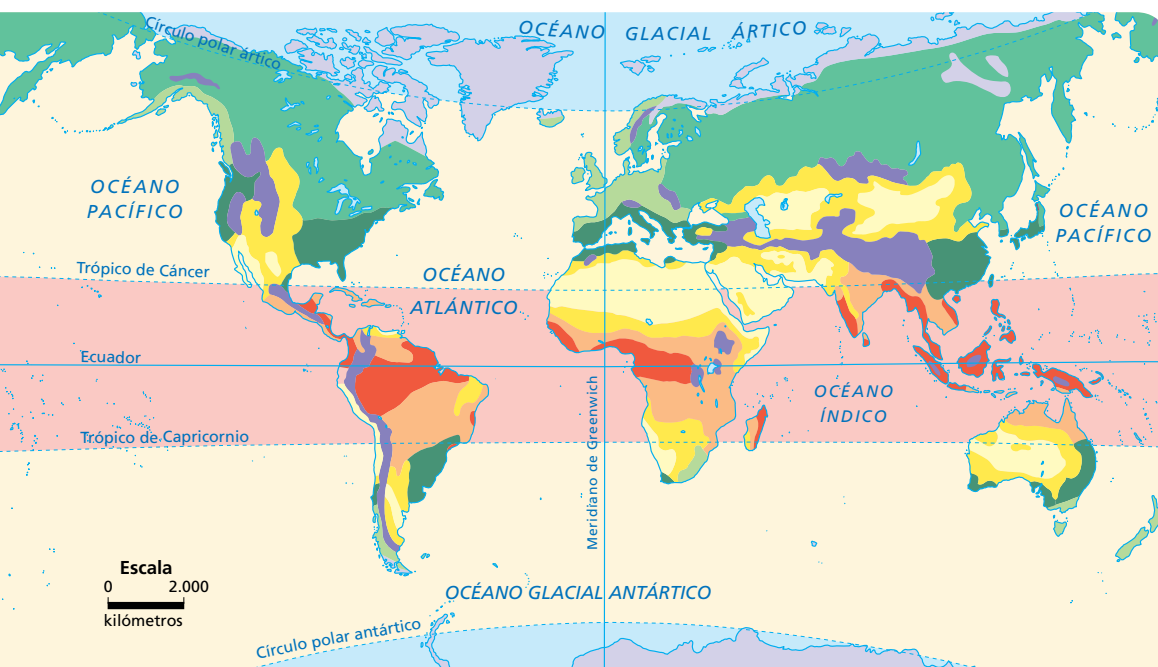 Círculo polar ártico
OCÉANO GLACIAL ÁRTICO
OCÉANO
PACÍFICO
OCÉANO
PACÍFICO
Trópico de Cáncer
OCÉANO
ATLÁNTICO
Ecuador
OCÉANO
ÍNDICO
Trópico de Capricornio
Meridiano de Greenwich
Escala
0 2.000
kilómetros
OCÉANO GLACIAL ANTÁRTICO
Círculo polar antártico